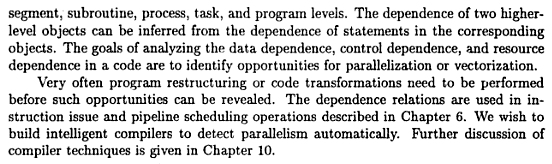 segment, subroutine, process, task, and program levels. The dependence of two higher-
level objects can be inferred from the dependence of statements in the corresponding
objects. The goals of analyzing the data dependence, control dependence, and resource
dependence in a code are to identify opportunities for parallelization or vectorization.
Very often program restructuring or code transformations need to be performed
before such opportunities can be revealed. The dependence relations are used in in-
struction issue and pipeline scheduling operations described in Chapter 6. We wish to
build intelligent compilers to detect parallelism automatically. Further discussion of
compiler techniques is given in Chapter 10.